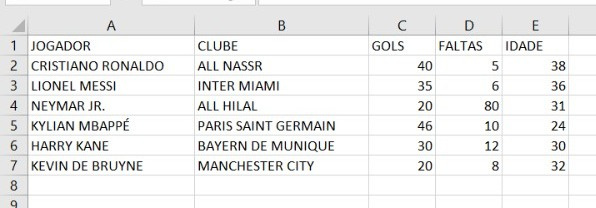 A B C D E
1 JOGADOR CLUBE GOLS FALTAS IDADE
2 CRISTIANO RONALDO ALL NASSR 40 5 38
3 LIONEL MESSI INTER MIAMI 35 6 36
4 NEYMAR JR. ALL HILAL 20 80 31
5 KYLIAN MBAPPÉ PARIS SAINT GERMAIN 46 10 24
6 HARRY KANE BAYERN DE MUNIQUE 30 12 30
7 KEVIN DE BRUYNE MANCHESTER CITY 20 8 32
8